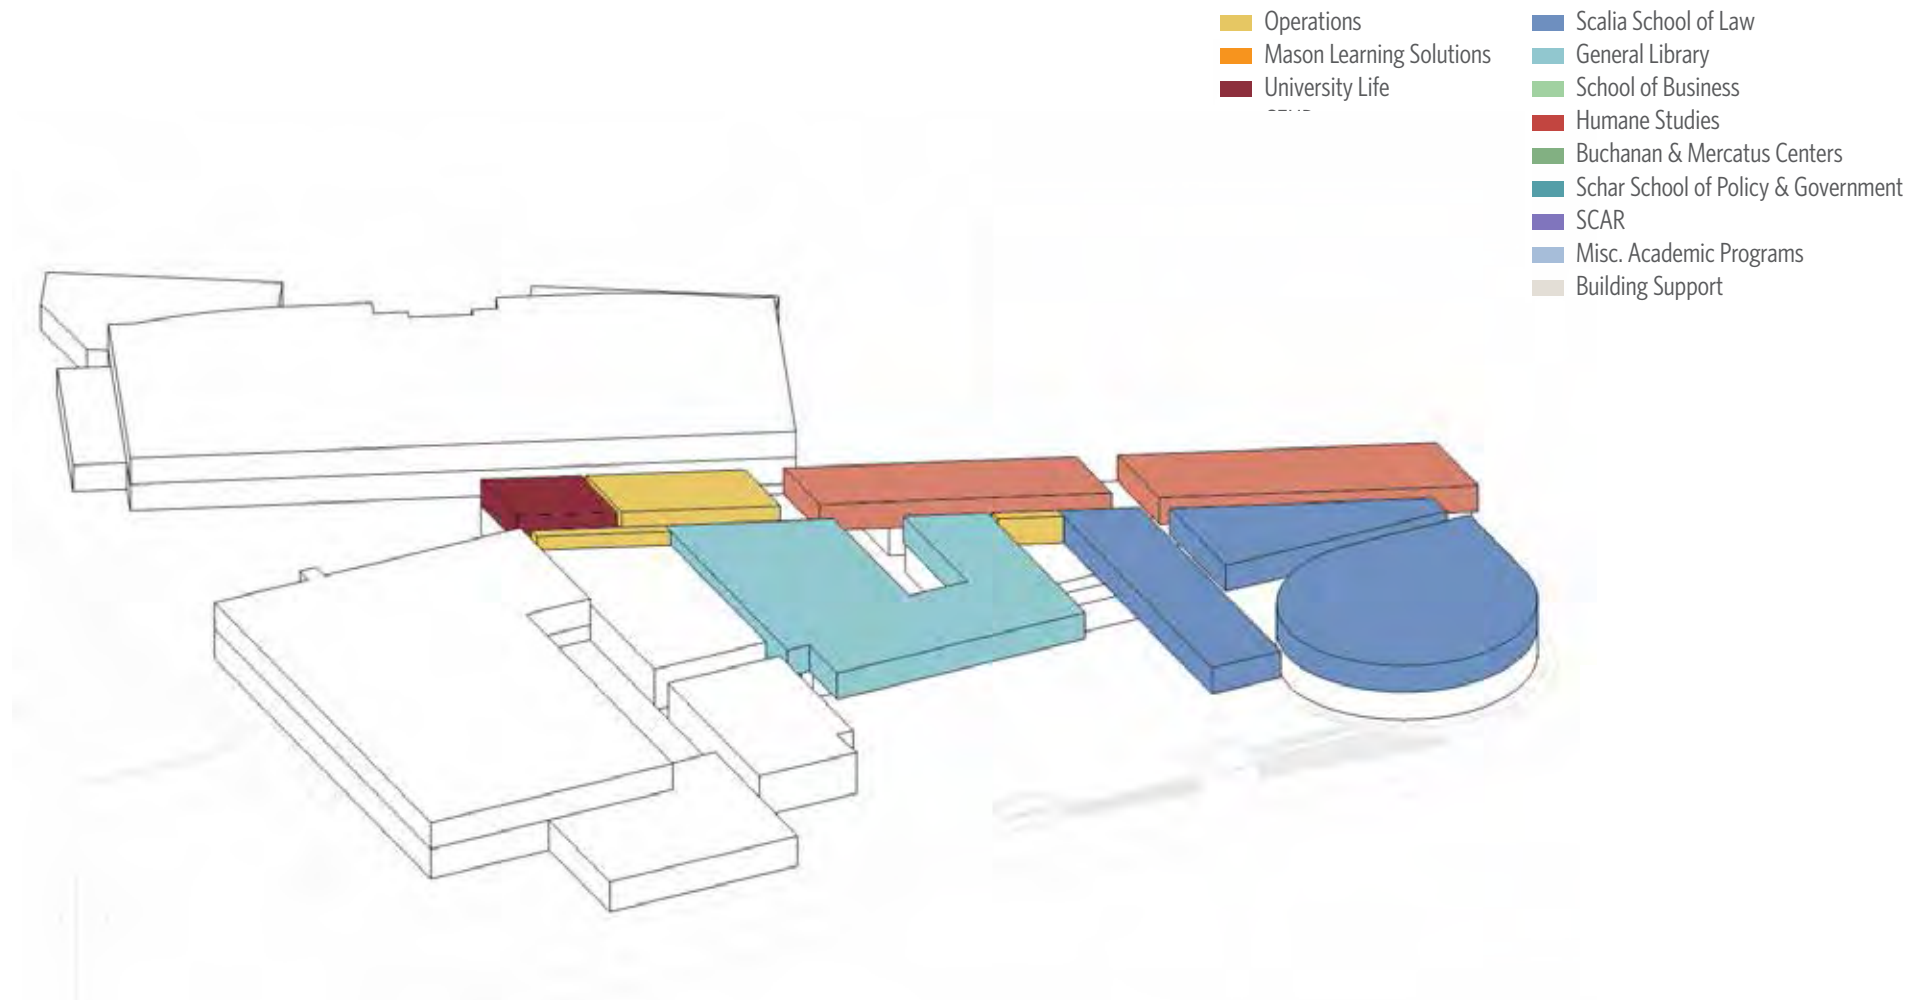 Operations
Mason Learning Solutions
University Life
Scalia School of Law
General Library
School of Business
Humane Studies
Buchanan & Mercatus Centers
Schar School of Policy & Government
SCAR
Misc. Academic Programs
Building Support